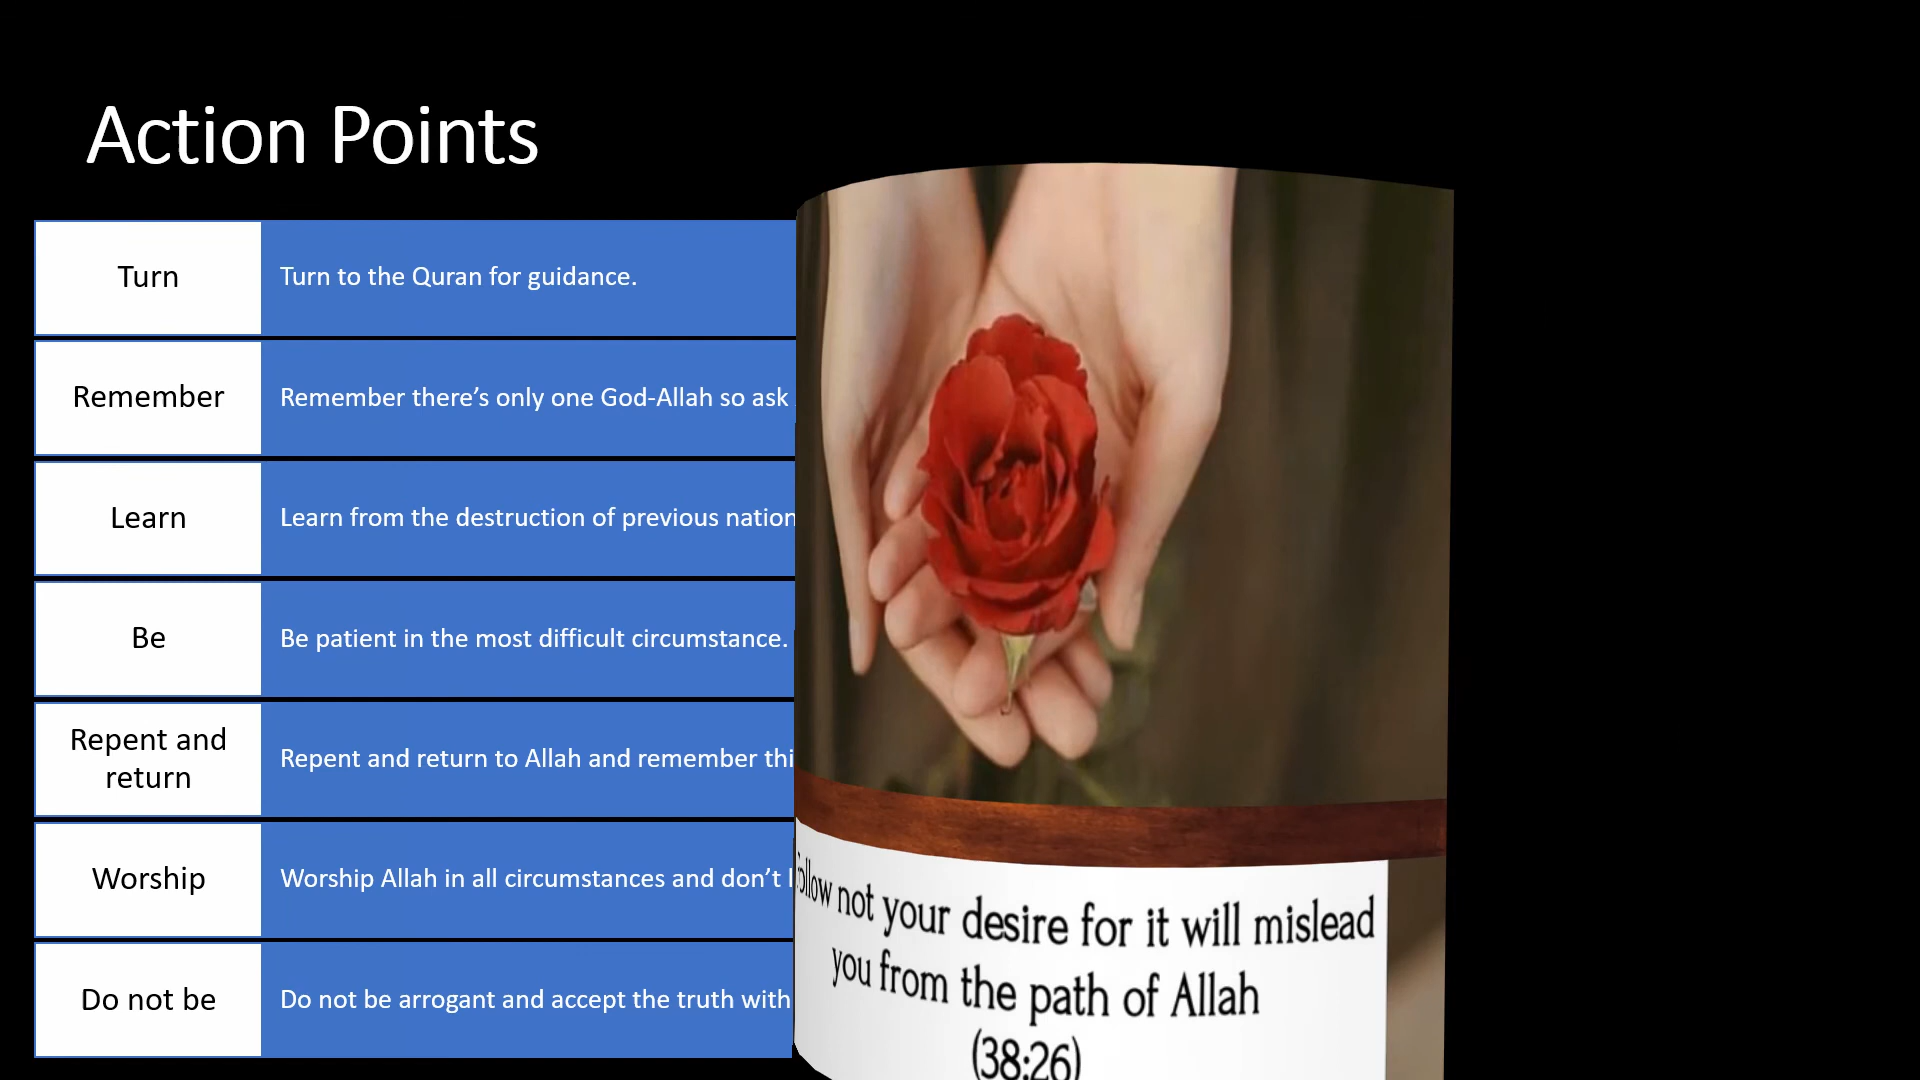 Action Points
Turn
Turn to the Quran for guidance.
Remember
Remember there’s only one God-Allah so ask
Learn
Learn from the destruction of previous nation
Be
Be patient in the most difficult circumstance.
Repent and
return
Repent and return to Allah and remember thi
Worship
Worship Allah in all circumstances and don’t
Do not be
Do not be arrogant and accept the truth with
ollow not your desire for it will mislead
you from the path of Allah
(38:26)